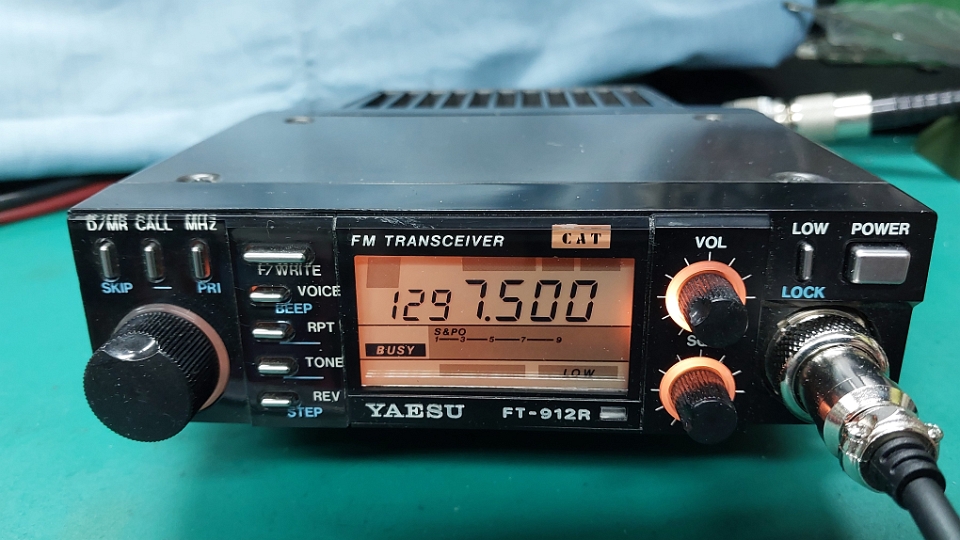 D/MR CALL MHz
SKIP PRI
F/WRITE
VOICE
BEEP
RPT
TONE
REV
STEP
FM TRANSCEIVER CAT
1297.500
S&PO
1 3 5 7 9
BUSY
LOW
YAESU FT-912R
VOL
LOW POWER
LOCK